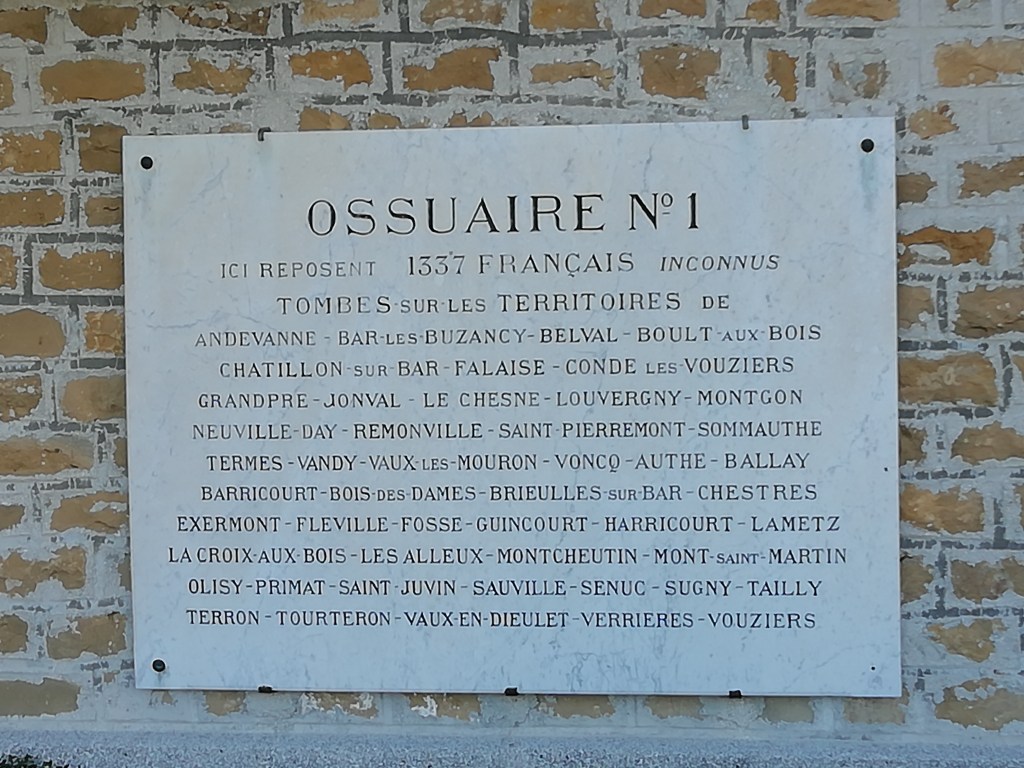 OSSUAIRE Nº 1
ICI REPOSENT 1337 FRANÇAIS INCONNUS
TOMBES SUR LES TERRITOIRES DE
ANDEVANNE - BAR-LES-BUZANCY - BELVAL - BOULT-AUX-BOIS
CHATILLON-SUR-BAR - FALAISE - CONDE LES-VOUZIERS
GRANDPRE - JONVAL - LE CHESNE - LOUVERGNY - MONTGON
NEUVILLE-DAY - REMONVILLE - SAINT-PIERREMONT - SOMMAUTHE
TERMES - VANDY - VAUX-LES-MOURON - VONCQ - AUTHE - BALLAY
BARRICOURT - BOIS-DES-DAMES - BRIEULLES-SUR-BAR - CHESTRES
EXERMONT - FLEVILLE - FOSSE - GUINCOURT - HARRICOURT - LAMETZ
LA CROIX-AUX-BOIS - LES ALLEUX - MONTCHEUTIN - MONT-SAINT-MARTIN
OLISY - PRIMAT - SAINT-JUVIN - SAUVILLE - SENUC - SUGNY - TAILLY
TERRON - TOURTERON - VAUX-EN-DIEULET - VERRIERES - VOUZIERS